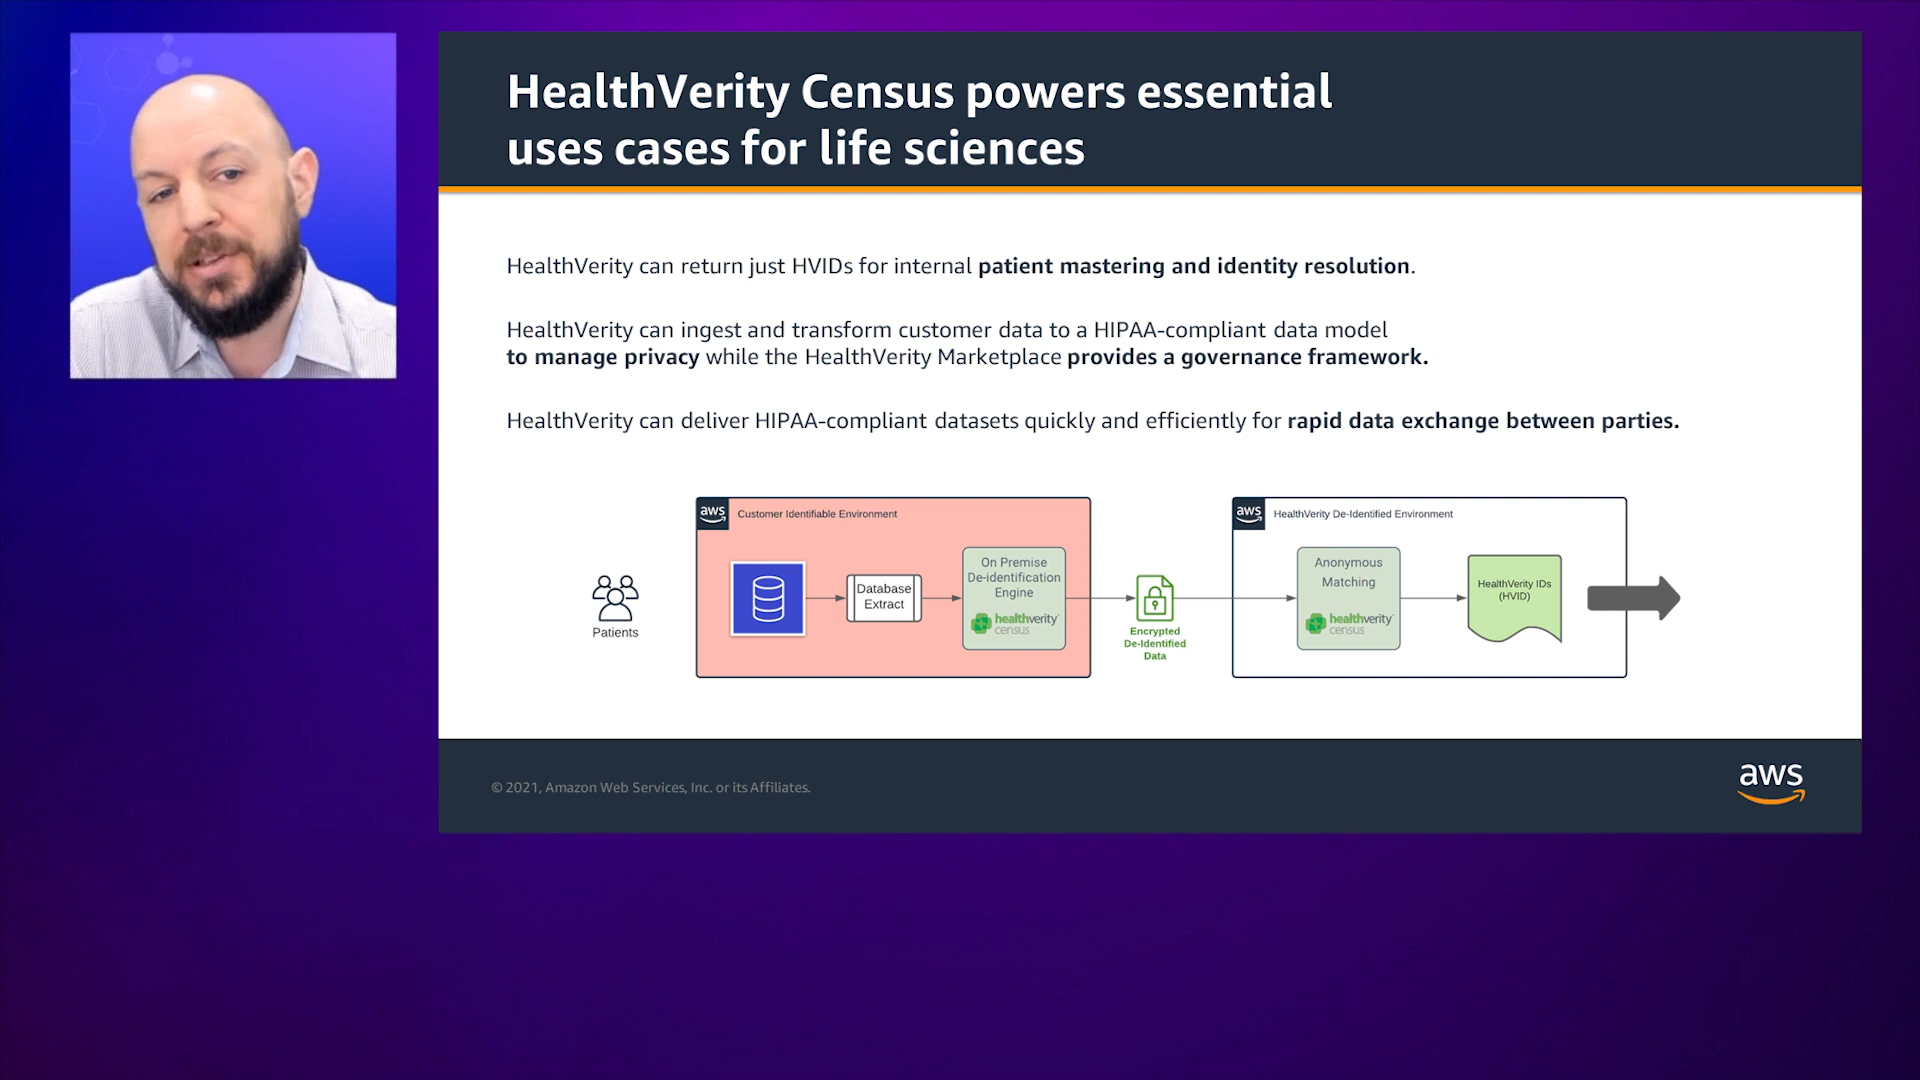 HealthVerity Census powers essential
uses cases for life sciences
HealthVerity can return just HVIDs for internal patient mastering and identity resolution.
HealthVerity can ingest and transform customer data to a HIPAA-compliant data model
to manage privacy while the HealthVerity Marketplace provides a governance framework.
HealthVerity can deliver HIPAA-compliant datasets quickly and efficiently for rapid data exchange between parties.
Patients
aws
Customer Identifiable Environment
Database
Extract
On Premise
De-identification
Engine
healthverity
census
Encrypted
De-Identified
Data
aws
HealthVerity De-Identified Environment
Anonymous
Matching
healthverity
census
HealthVerity IDs
(HVID)
© 2021, Amazon Web Services, Inc. or its Affiliates.
aws